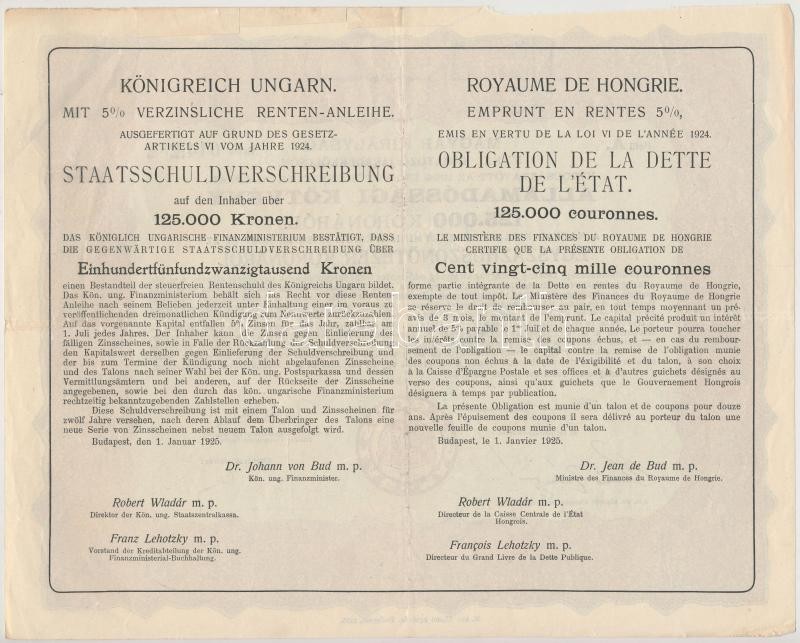 KÖNIGREICH UNGARN.
MIT 5% VERZINSLICHE RENTEN-ANLEIHE.
AUSGEFERTIGT AUF GRUND DES GESETZ-
ARTIKELS VI VOM JAHRE 1924.
STAATSSCHULDVERSCHREIBUNG
auf den Inhaber über
125.000 Kronen.
DAS KÖNIGLICH UNGARISCHE FINANZMINISTERIUM BESTÄTIGT, DASS
DIE GEGENWÄRTIGE STAATSSCHULDVERSCHREIBUNG ÜBER
Einhundertfünfundzwanzigtausend Kronen
einen Bestandteil der steuerfreien Rentenschuld des Königreichs Ungarn bildet.
Das Kön. ung. Finanzministerium behält sich das Recht vor diese Renten-
Anleihe nach seinem Belieben jederzeit unter Einhaltung einer im voraus zu
veröffentlichenden dreimonatlichen Kündigung zum Nennwerte zurückzuzahlen.
Auf das vorgenannte Kapital entfallen 5% Zinsen für das Jahr, zahlbar am
1. Juli jedes Jahres. Der Inhaber kann die Zinsen gegen Einlieferung des
fälligen Zinsscheines, sowie in Falle der Rückzahlung der Schuldverschreibung
den Kapitalswert derselben gegen Einlieferung der Schuldverschreibung und
der bis zum Termine der Kündigung noch nicht abgelaufenen Zinsscheine
und des Talons nach seiner Wahl bei der Kön. ung. Postsparkassa und dessen
Vermittlungsämtern und bei anderen, auf der Rückseite der Zinsscheine
angegebenen, sowie bei den durch das kön. ungarische Finanzministerium
rechtzeitig bekanntzugebenden Zahlstellen erheben.
Diese Schuldverschreibung ist mit einem Talon und Zinsscheinen für
zwölf Jahre versehen, nach deren Ablauf dem Überbringer des Talons eine
neue Serie von Zinsscheinen nebst neuem Talon ausgefolgt wird.
Budapest, den 1. Januar 1925.
Dr. Johann von Bud m. p.
Kön. ung. Finanzminister.
Robert Wladár m. p.
Direktor der Kön. ung. Staatszentralkassa.
Franz Lehotzky m. p.
Vorstand der Kreditabteilung der Kön. ung.
Finanzministerial-Buchhaltung.
ROYAUME DE HONGRIE.
EMPRUNT EN RENTES 5%,
EMIS EN VERTU DE LA LOI VI DE L'ANNÉE 1924.
OBLIGATION DE LA DETTE
DE L'ÉTAT.
125.000 couronnes.
LE MINISTÈRE DES FINANCES DU ROYAUME DE HONGRIE
CERTIFIE QUE LA PRÉSENTE OBLIGATION DE
Cent vingt-cinq mille couronnes
forme partie intégrante de la Dette en rentes du Royaume de Hongrie,
exempte de tout impôt. Le Ministère des Finances du Royaume de Hongrie
se réserve le droit de rembourser au pair, en tout temps moyennant un pré-
avis de 3 mois, le montant de l'emprunt. Le capital précité produit un intérêt
annuel de 5% payable le 1er Juil et de chaque année. Le porteur pourra toucher
les intérêts contre la remise des coupons échus, et — en cas du rembour-
sement de l'obligation — le capital contre la remise de l'obligation munie
des coupons non échus à la date de l'éxigibilité et du talon, à son choix
à la Caisse d'Épargne Postale et ses offices et à d'autres guichets désignés au
verso des coupons, ainsi qu'aux guichets que le Gouvernement Hongrois
désignera à temps par publication.
La présente Obligation est munie d'un talon et de coupons pour douze
ans. Après l'épuisement des coupons il sera délivré au porteur du talon une
nouvelle feuille de coupons munie d'un talon.
Budapest, le 1. Janvier 1925.
Dr. Jean de Bud m. p.
Ministre des Finances du Royaume de Hongrie.
Robert Wladár m. p.
Directeur de la Caisse Centrale de l'État
Hongrois.
François Lehotzky m. p.
Directeur du Grand Livre de la Dette Publique.